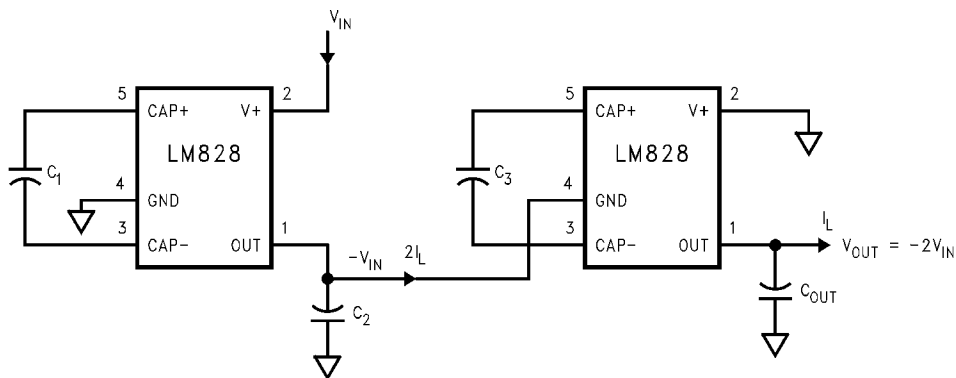 V_IN
5 CAP+ V+ 2
LM828
C_1
4 GND
3 CAP- OUT 1
-V_IN 2I_L
C_2
5 CAP+ V+ 2
LM828
C_3
4 GND
3 CAP- OUT 1
I_L
V_OUT = -2V_IN
C_OUT